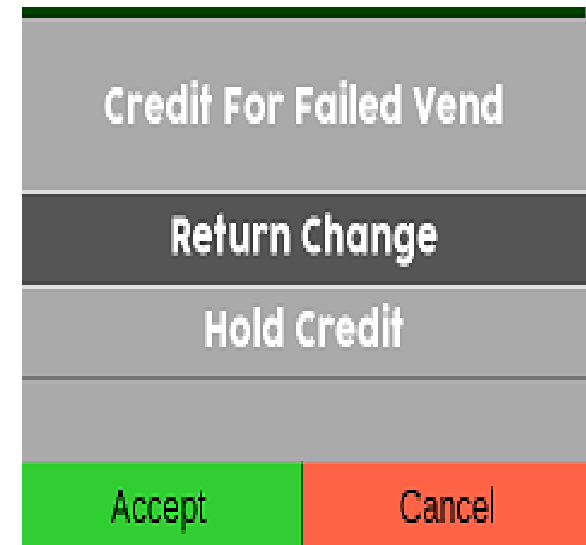 Credit For Failed Vend
Return Change
Hold Credit
Accept
Cancel